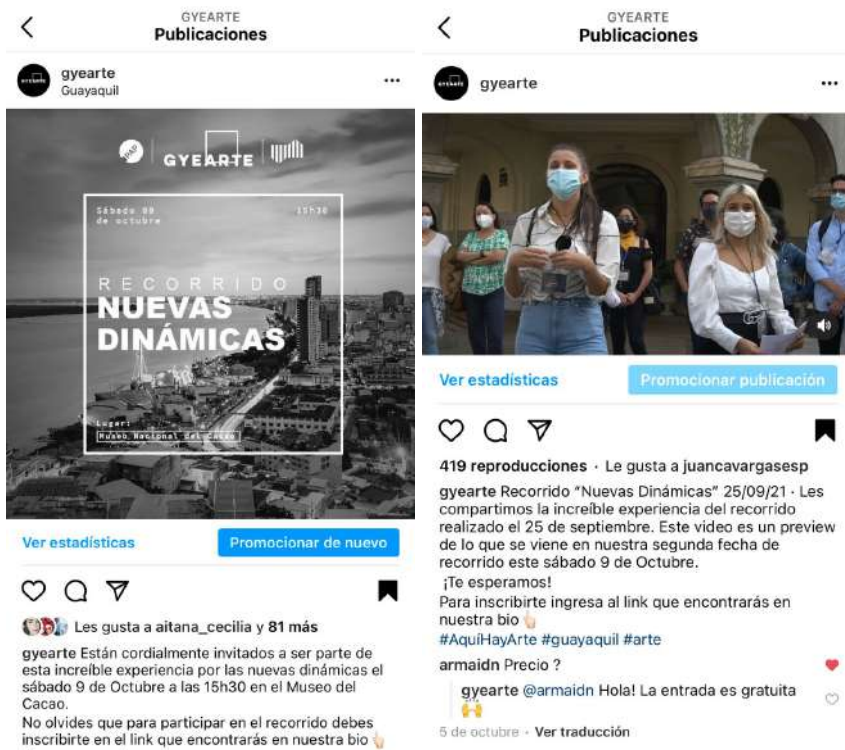 GYEARTE
Publicaciones
gyearte
Guayaquil
PAP
GYEARTE
Sábado 09
de octubre
15h30
RECORRIDO
NUEVAS
DINÁMICAS
Lugar:
Museo Nacional del Cacao
Ver estadísticas
Promocionar de nuevo
Les gusta a aitana_cecilia y 81 más
gyearte Están cordialmente invitados a ser parte de
esta increíble experiencia por las nuevas dinámicas el
sábado 9 de Octubre a las 15h30 en el Museo del
Cacao.
No olvides que para participar en el recorrido debes
inscribirte en el link que encontrarás en nuestra bio👆🏻
GYEARTE
Publicaciones
gyearte
Ver estadísticas
Promocionar publicación
419 reproducciones · Le gusta a juancavargasesp
gyearte Recorrido “Nuevas Dinámicas” 25/09/21 · Les
compartimos la increíble experiencia del recorrido
realizado el 25 de septiembre. Este video es un preview
de lo que se viene en nuestra segunda fecha de
recorrido este sábado 9 de Octubre.
¡Te esperamos!
Para inscribirte ingresa al link que encontrarás en
nuestra bio👆🏻
#AquíHayArte #guayaquil #arte
armaidn Precio ?
gyearte @armaidn Hola! La entrada es gratuita
🙌
5 de octubre · Ver traducción